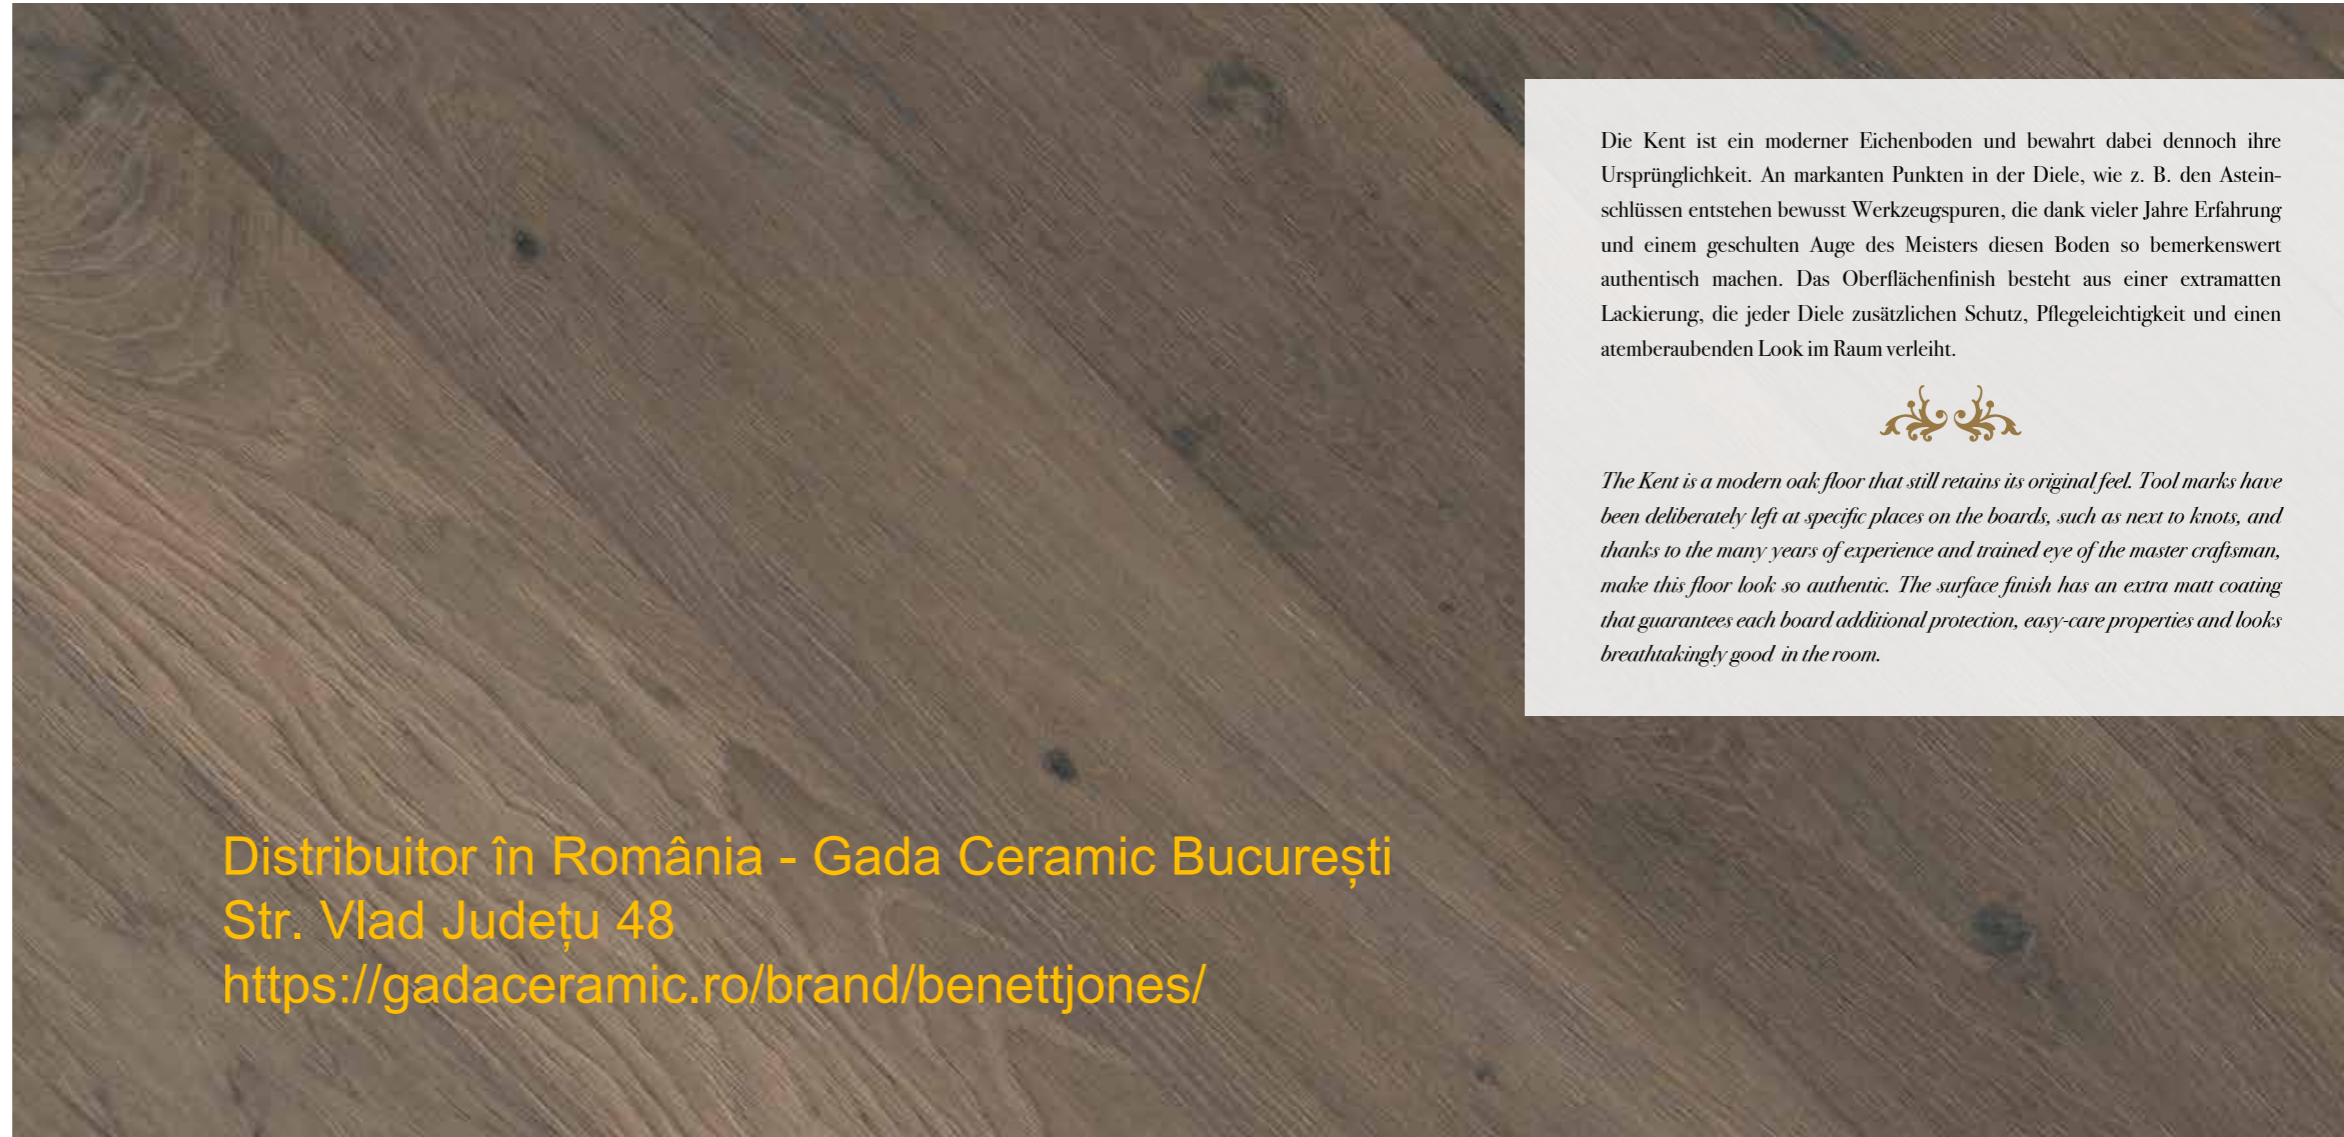 Die Kent ist ein moderner Eichenboden und bewahrt dabei dennoch ihre
Ursprünglichkeit. An markanten Punkten in der Diele, wie z. B. den Astein-
schlüssen entstehen bewusst Werkzeugspuren, die dank vieler Jahre Erfahrung
und einem geschulten Auge des Meisters diesen Boden so bemerkenswert
authentisch machen. Das Oberflächenfinish besteht aus einer extramatten
Lackierung, die jeder Diele zusätzlichen Schutz, Pflegeleichtigkeit und einen
atemberaubenden Look im Raum verleiht.
The Kent is a modern oak floor that still retains its original feel. Tool marks have
been deliberately left at specific places on the boards, such as next to knots, and
thanks to the many years of experience and trained eye of the master craftsman,
make this floor look so authentic. The surface finish has an extra matt coating
that guarantees each board additional protection, easy-care properties and looks
breathtakingly good in the room.
Distribuitor în România - Gada Ceramic București
Str. Vlad Județu 48
https://gadaceramic.ro/brand/benettjones/